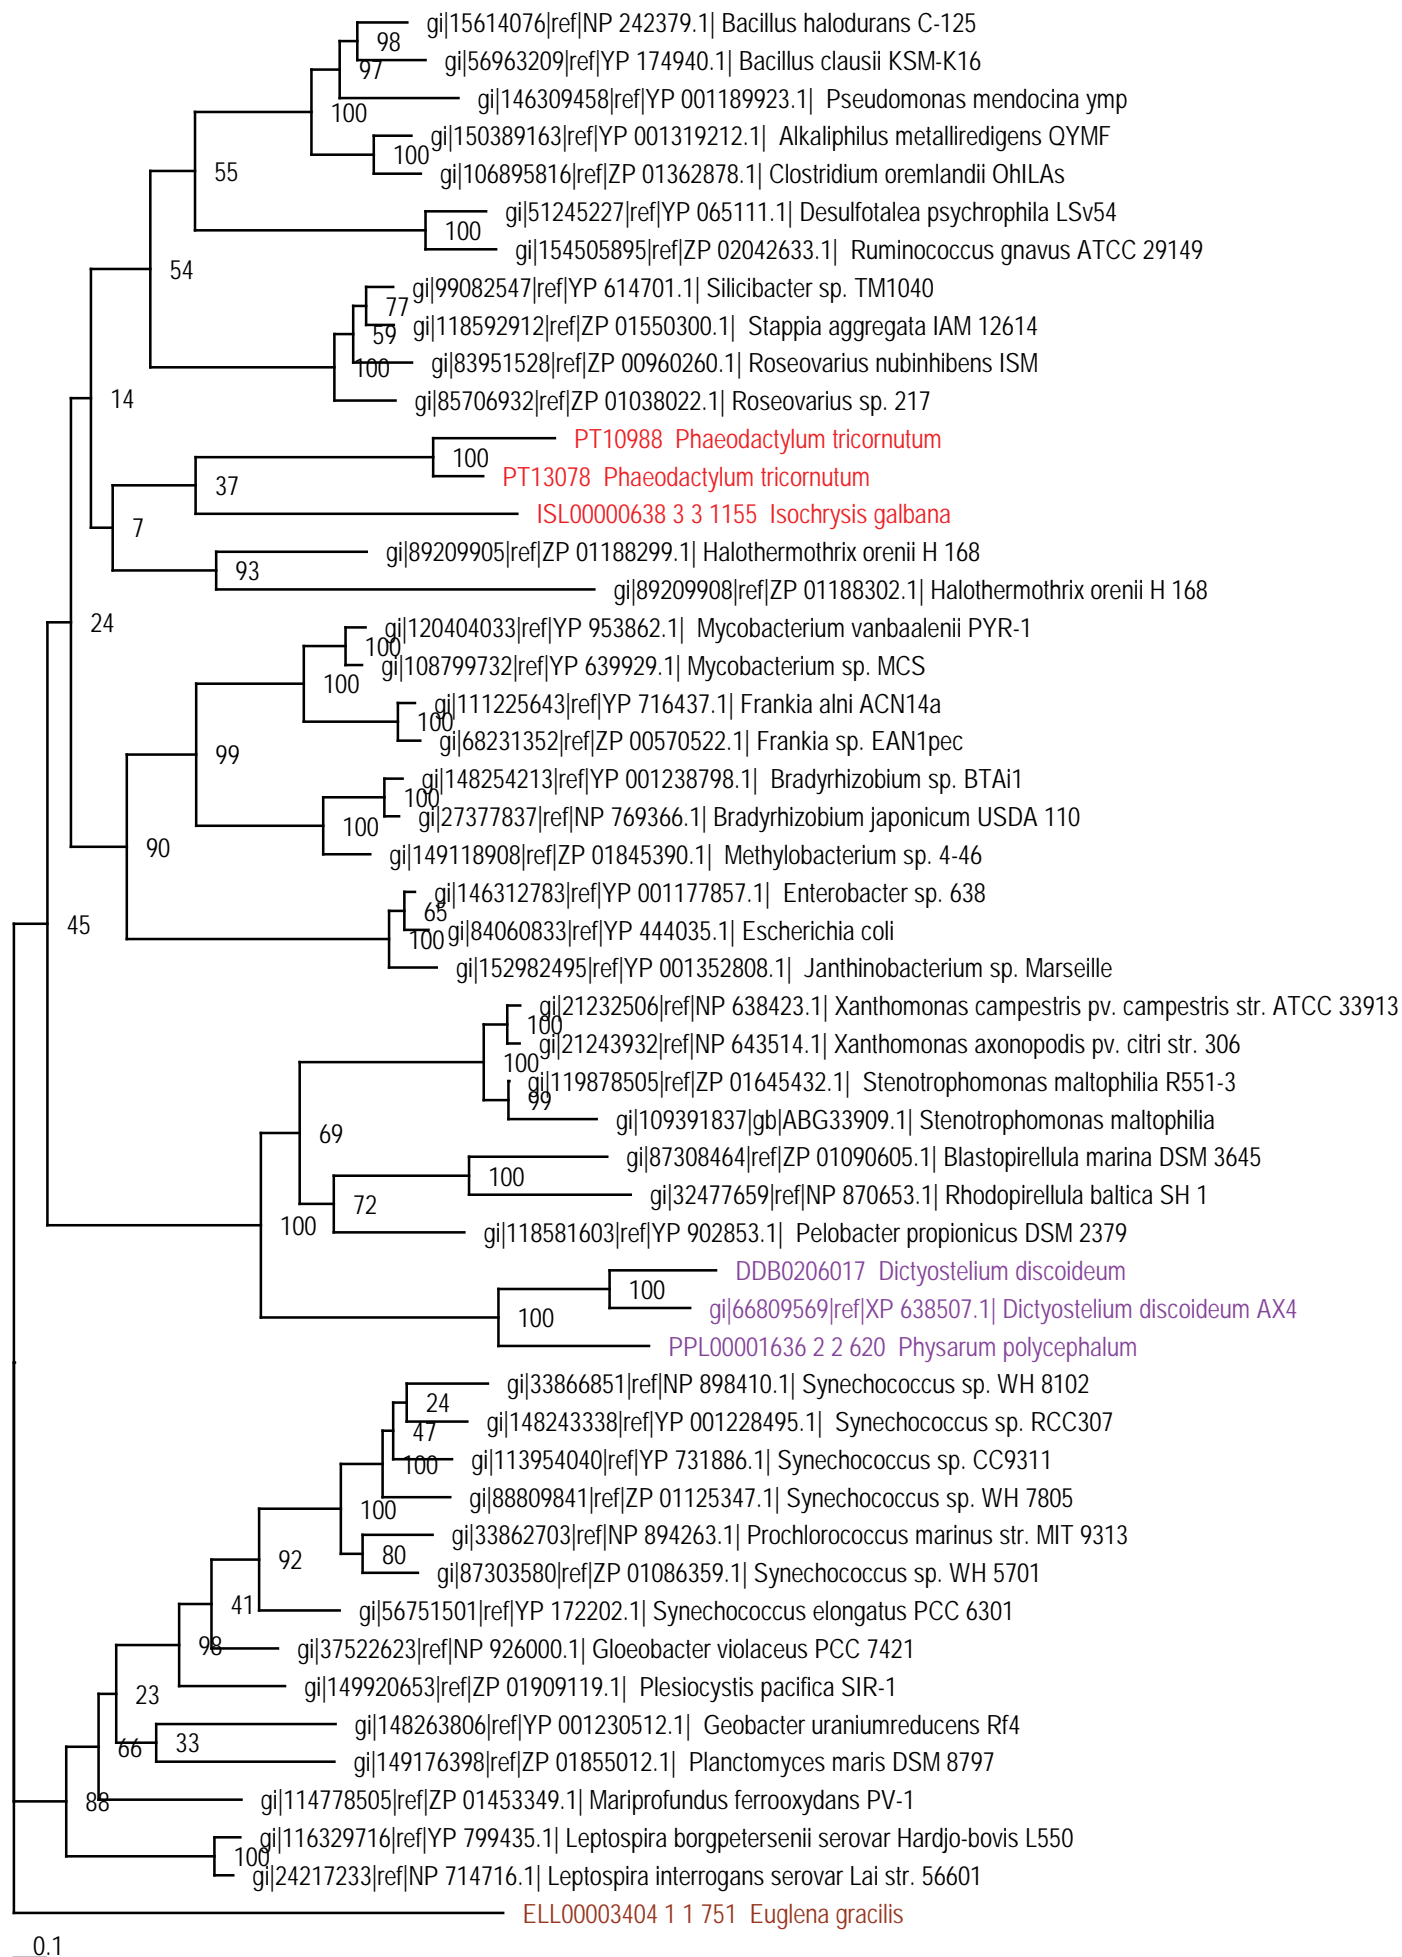 gi|15614076|ref|NP 242379.1| Bacillus halodurans C-125
98
gi|56963209|ref|YP 174940.1| Bacillus clausii KSM-K16
97
gi|146309458|ref|YP 001189923.1| Pseudomonas mendocina ymp
100
gi|150389163|ref|YP 001319212.1| Alkaliphilus metalliredigens QYMF
100
gi|106895816|ref|ZP 01362878.1| Clostridium oremlandii OhILAs
55
gi|51245227|ref|YP 065111.1| Desulfotalea psychrophila LSv54
100
gi|154505895|ref|ZP 02042633.1| Ruminococcus gnavus ATCC 29149
54
gi|99082547|ref|YP 614701.1| Silicibacter sp. TM1040
77
gi|118592912|ref|ZP 01550300.1| Stappia aggregata IAM 12614
59
gi|83951528|ref|ZP 00960260.1| Roseovarius nubinhibens ISM
100
gi|85706932|ref|ZP 01038022.1| Roseovarius sp. 217
14
PT10988 Phaeodactylum tricornutum
100
PT13078 Phaeodactylum tricornutum
37
ISL00000638 3 3 1155 Isochrysis galbana
7
gi|89209905|ref|ZP 01188299.1| Halothermothrix orenii H 168
93
gi|89209908|ref|ZP 01188302.1| Halothermothrix orenii H 168
24
gi|120404033|ref|YP 953862.1| Mycobacterium vanbaalenii PYR-1
100
gi|108799732|ref|YP 639929.1| Mycobacterium sp. MCS
100
gi|111225643|ref|YP 716437.1| Frankia alni ACN14a
100
gi|68231352|ref|ZP 00570522.1| Frankia sp. EAN1pec
99
gi|148254213|ref|YP 001238798.1| Bradyrhizobium sp. BTAi1
100
gi|27377837|ref|NP 769366.1| Bradyrhizobium japonicum USDA 110
100
90
gi|149118908|ref|ZP 01845390.1| Methylobacterium sp. 4-46
gi|146312783|ref|YP 001177857.1| Enterobacter sp. 638
65
45
gi|84060833|ref|YP 444035.1| Escherichia coli
100
gi|152982495|ref|YP 001352808.1| Janthinobacterium sp. Marseille
gi|21232506|ref|NP 638423.1| Xanthomonas campestris pv. campestris str. ATCC 33913
100
gi|21243932|ref|NP 643514.1| Xanthomonas axonopodis pv. citri str. 306
100
gi|119878505|ref|ZP 01645432.1| Stenotrophomonas maltophilia R551-3
99
gi|109391837|gb|ABG33909.1| Stenotrophomonas maltophilia
69
gi|87308464|ref|ZP 01090605.1| Blastopirellula marina DSM 3645
100
gi|32477659|ref|NP 870653.1| Rhodopirellula baltica SH 1
72
100
gi|118581603|ref|YP 902853.1| Pelobacter propionicus DSM 2379
DDB0206017 Dictyostelium discoideum
100
gi|66809569|ref|XP 638507.1| Dictyostelium discoideum AX4
100
PPL00001636 2 2 620 Physarum polycephalum
gi|33866851|ref|NP 898410.1| Synechococcus sp. WH 8102
24
gi|148243338|ref|YP 001228495.1| Synechococcus sp. RCC307
47
gi|113954040|ref|YP 731886.1| Synechococcus sp. CC9311
100
gi|88809841|ref|ZP 01125347.1| Synechococcus sp. WH 7805
100
gi|33862703|ref|NP 894263.1| Prochlorococcus marinus str. MIT 9313
80
92
gi|87303580|ref|ZP 01086359.1| Synechococcus sp. WH 5701
41
gi|56751501|ref|YP 172202.1| Synechococcus elongatus PCC 6301
98
gi|37522623|ref|NP 926000.1| Gloeobacter violaceus PCC 7421
gi|149920653|ref|ZP 01909119.1| Plesiocystis pacifica SIR-1
23
gi|148263806|ref|YP 001230512.1| Geobacter uraniumreducens Rf4
66
33
gi|149176398|ref|ZP 01855012.1| Planctomyces maris DSM 8797
88
gi|114778505|ref|ZP 01453349.1| Mariprofundus ferrooxydans PV-1
gi|116329716|ref|YP 799435.1| Leptospira borgpetersenii serovar Hardjo-bovis L550
100
gi|24217233|ref|NP 714716.1| Leptospira interrogans serovar Lai str. 56601
ELL00003404 1 1 751 Euglena gracilis
0.1